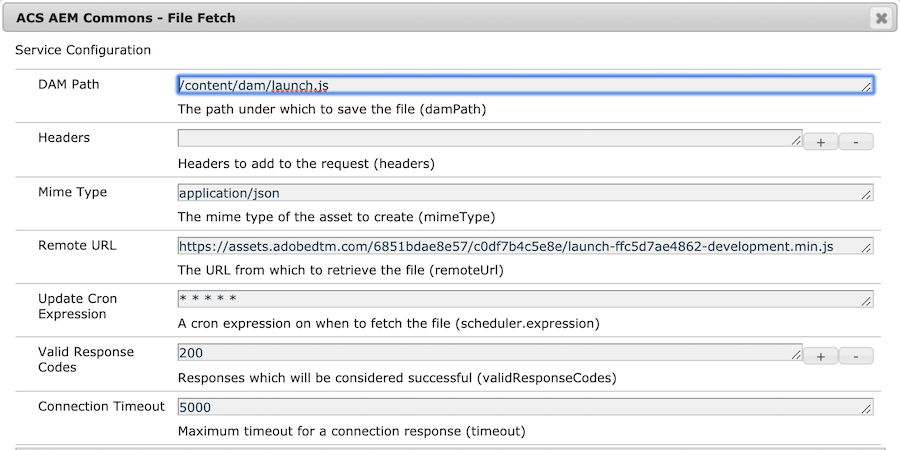 ACS AEM Commons - File Fetch
Service Configuration
DAM Path
/content/dam/launch.js
The path under which to save the file (damPath)
Headers
+ -
Headers to add to the request (headers)
Mime Type
application/json
The mime type of the asset to create (mimeType)
Remote URL
https://assets.adobedtm.com/6851bdae8e57/c0df7b4c5e8e/launch-ffc5d7ae4862-development.min.js
The URL from which to retrieve the file (remoteUrl)
Update Cron
Expression
* * * * *
A cron expression on when to fetch the file (scheduler.expression)
Valid Response
Codes
200
+ -
Responses which will be considered successful (validResponseCodes)
Connection Timeout
5000
Maximum timeout for a connection response (timeout)